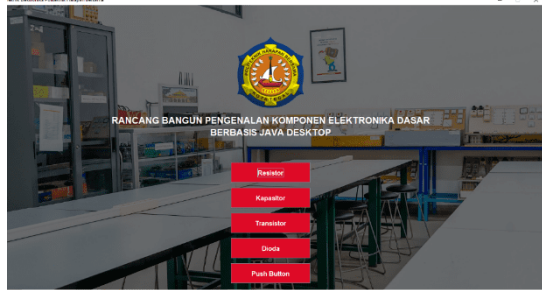 RANCANG BANGUN PENGENALAN KOMPONEN ELEKTRONIKA DASAR
BERBASIS JAVA DESKTOP
Resistor
Kapasitor
Transistor
Dioda
Push Button